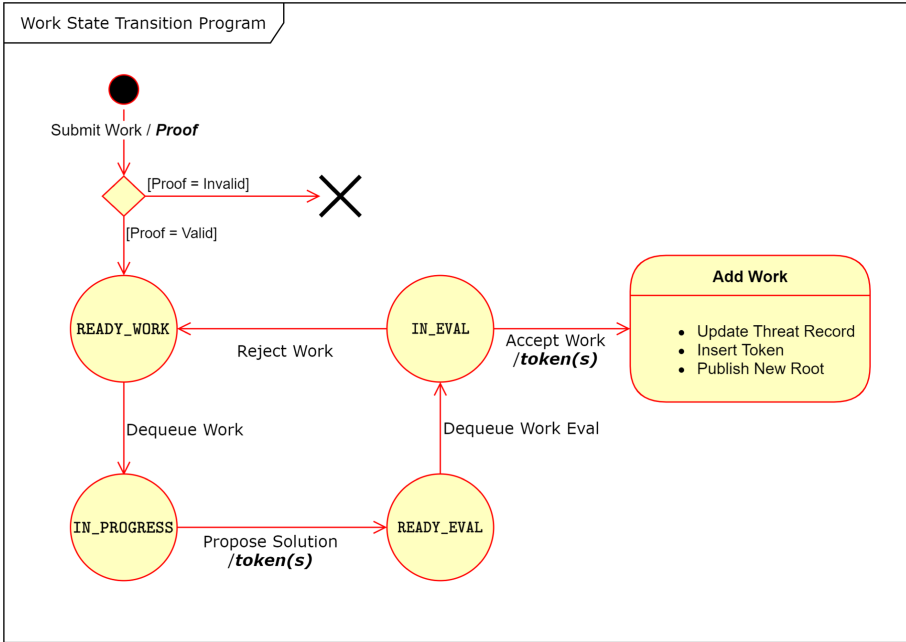 Work State Transition Program
Submit Work / Proof
[Proof = Invalid]
[Proof = Valid]
READY_WORK
Reject Work
IN_EVAL
Accept Work
/token(s)
Add Work
Update Threat Record
Insert Token
Publish New Root
Dequeue Work
Dequeue Work Eval
IN_PROGRESS
Propose Solution
/token(s)
READY_EVAL